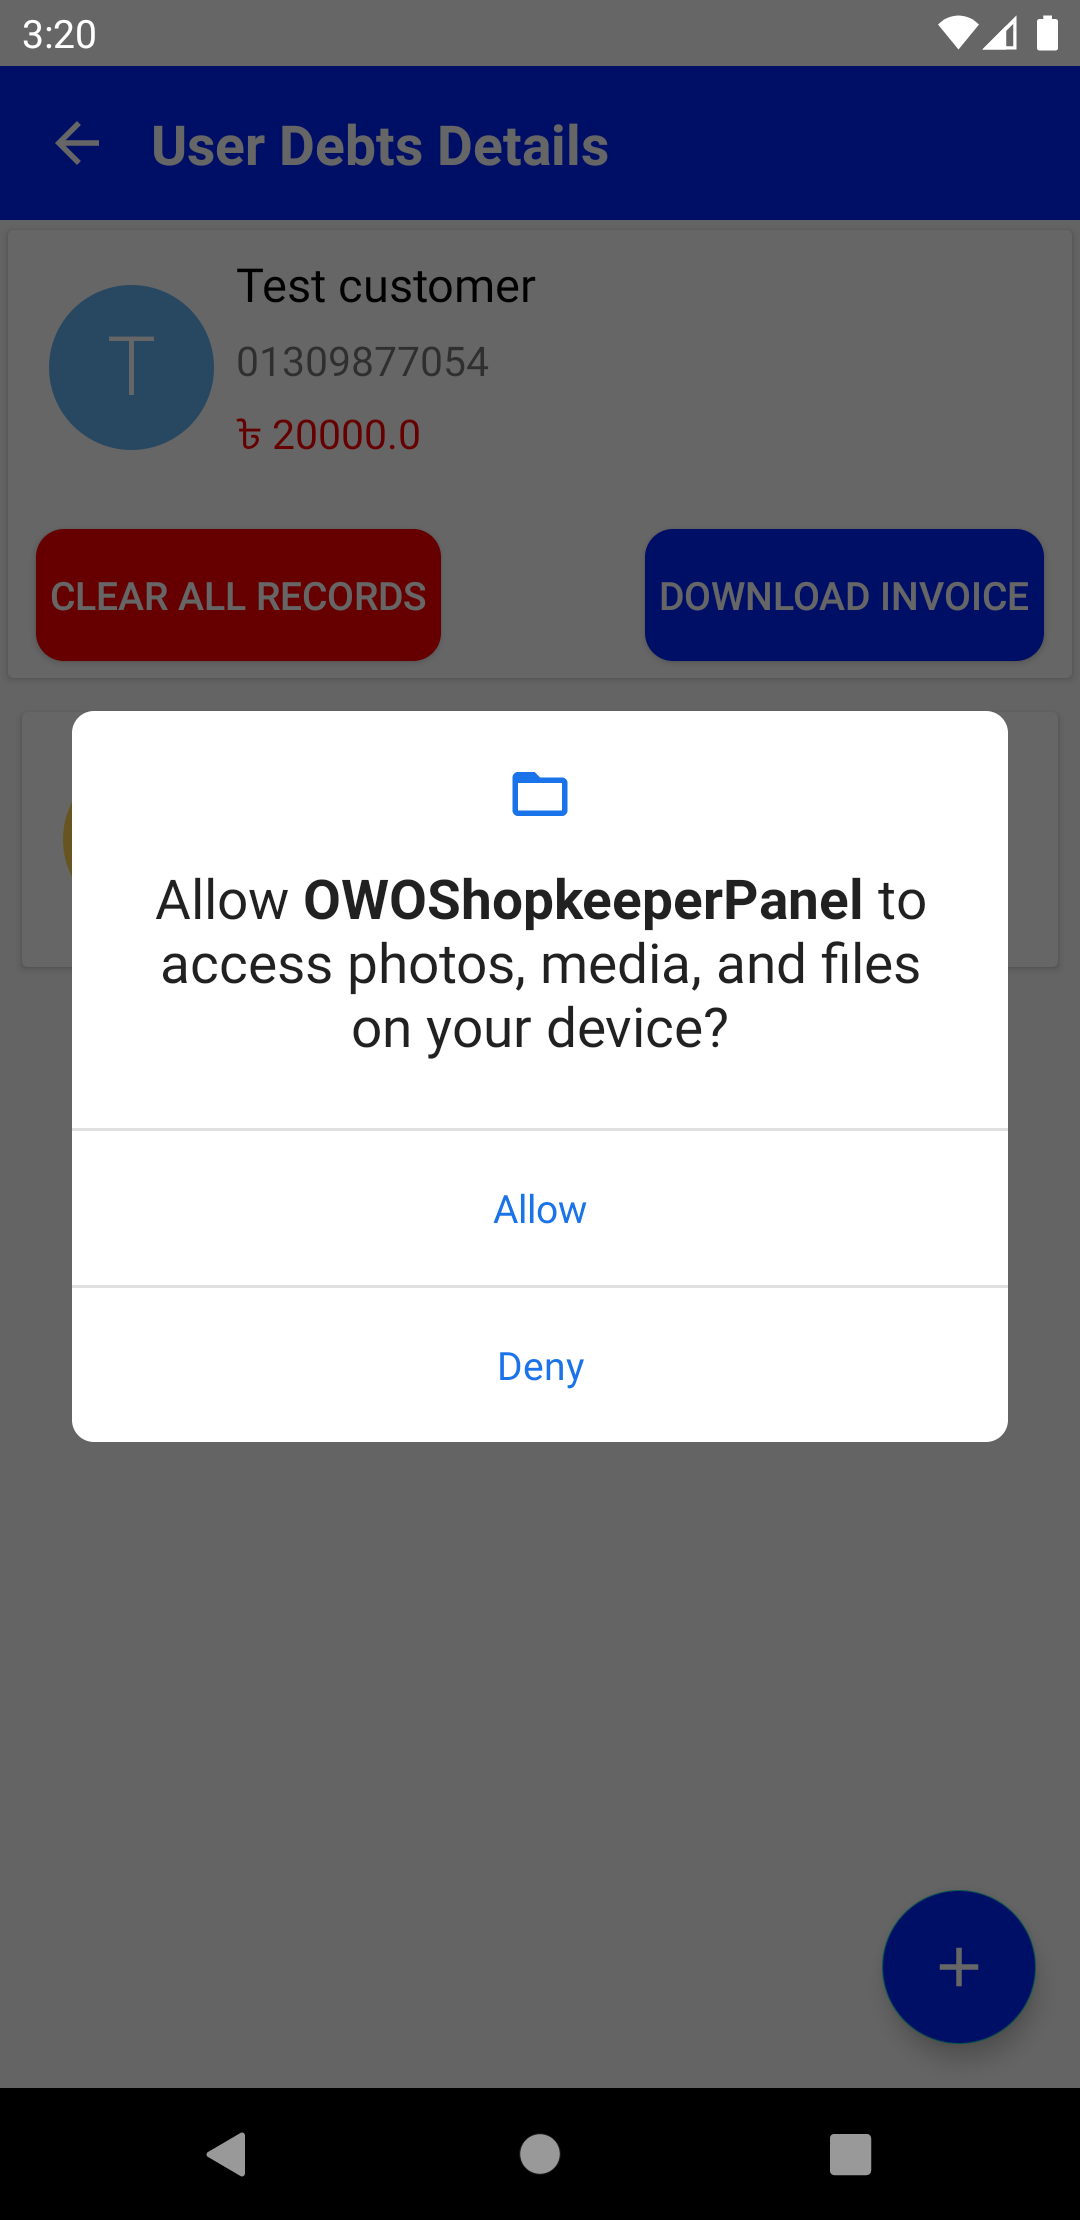 3:20
User Debts Details
T
Test customer
01309877054
৳ 20000.0
CLEAR ALL RECORDS
DOWNLOAD INVOICE
Allow OWOShopkeeperPanel to
access photos, media, and files
on your device?
Allow
Deny